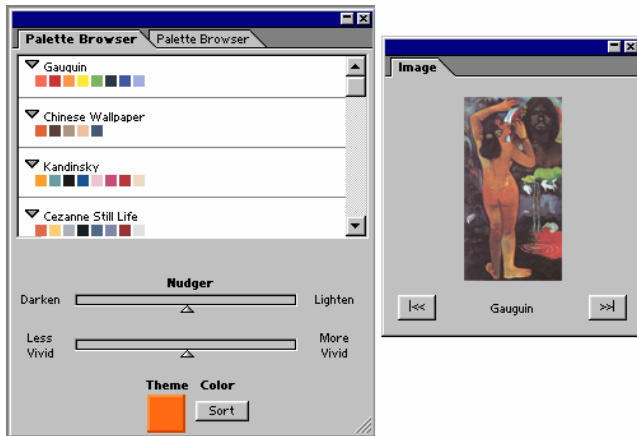 Palette Browser
Palette Browser
Gauguin
Chinese Wallpaper
Kandinsky
Cezanne Still Life
Nudger
Darken
Lighten
Less
Vivid
More
Vivid
Theme Color
Sort
Image
|<<
Gauguin
>>|